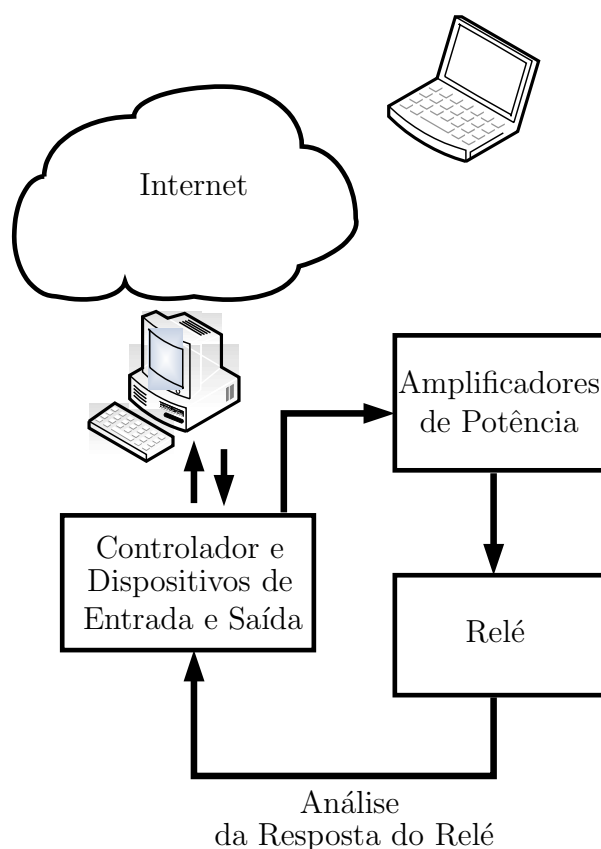 Internet
Amplificadores
de Potência
Controlador e
Dispositivos de
Entrada e Saída
Relé
Análise
da Resposta do Relé